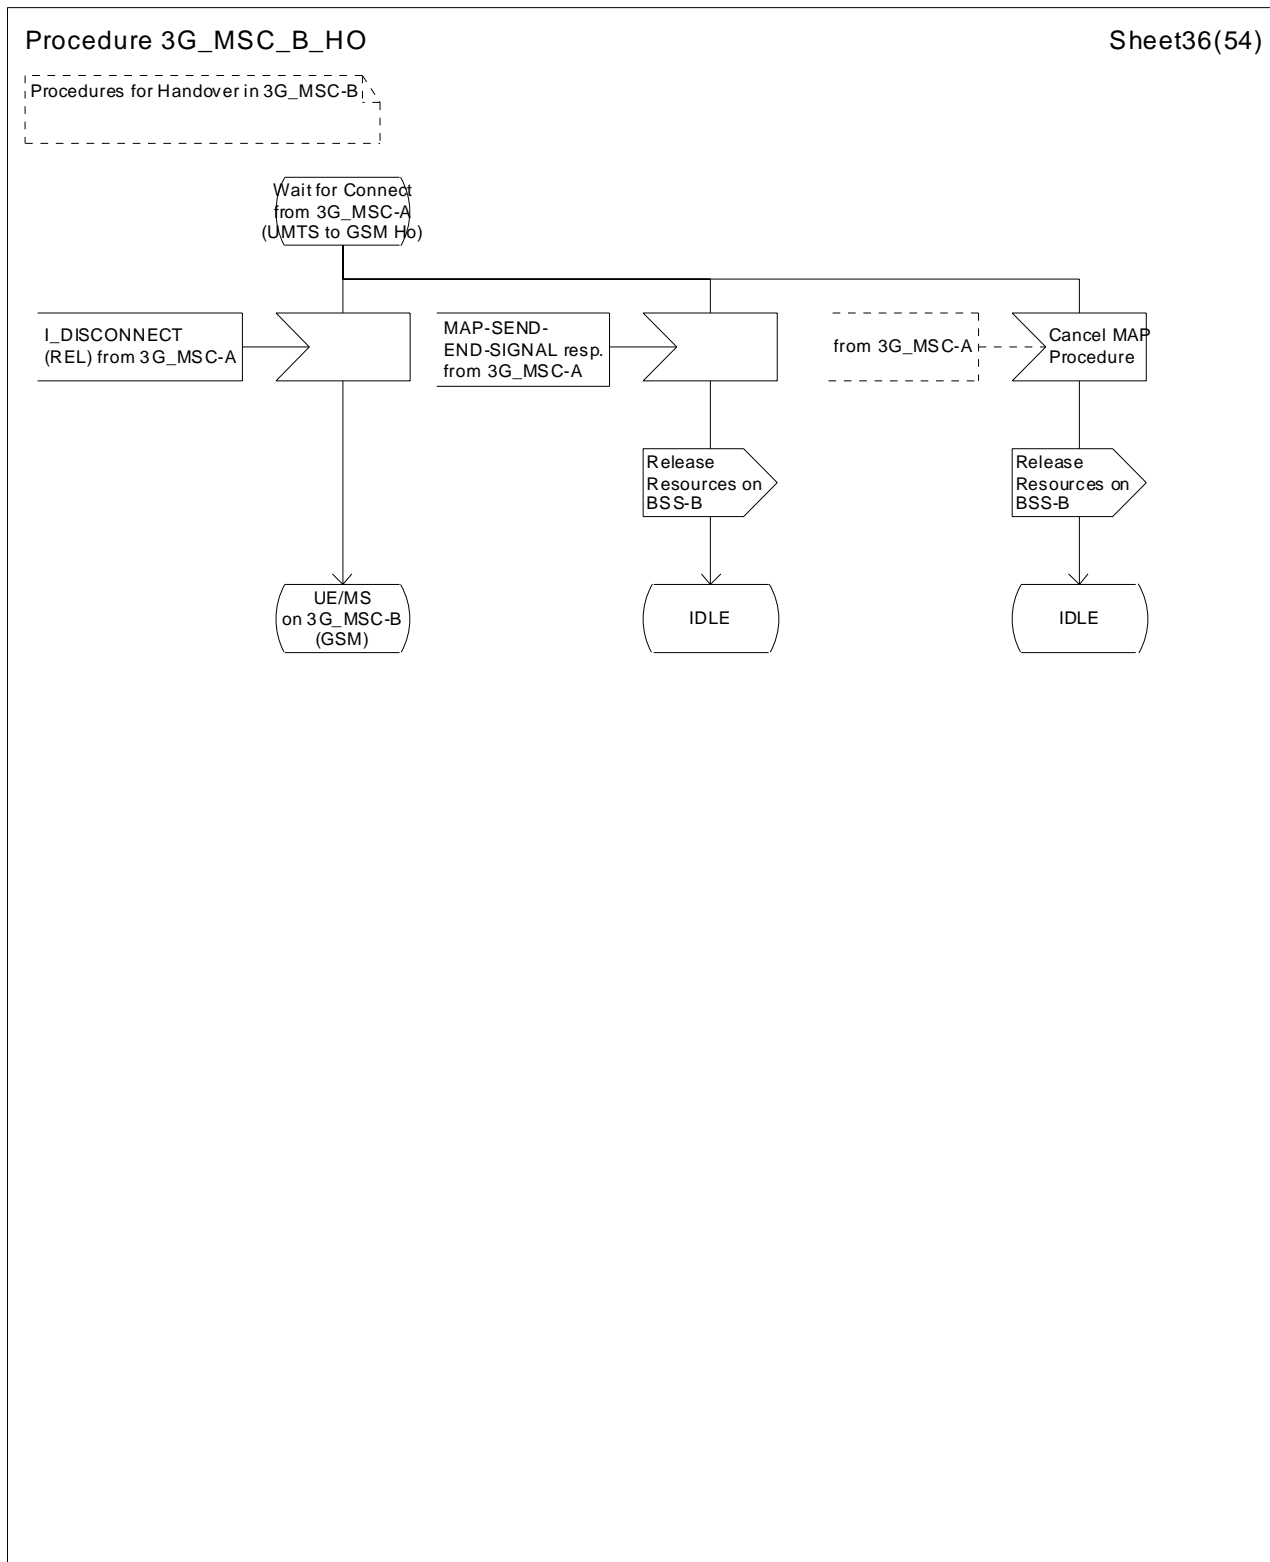 Procedure 3G_MSC_B_HO
Sheet36(54)
Procedures for Handover in 3G_MSC-B
Wait for Connect
from 3G_MSC-A
(UMTS to GSM Ho)
I_DISCONNECT
(REL) from 3G_MSC-A
MAP-SEND-
END-SIGNAL resp.
from 3G_MSC-A
from 3G_MSC-A
Cancel MAP
Procedure
Release
Resources on
BSS-B
Release
Resources on
BSS-B
UE/MS
on 3G_MSC-B
(GSM)
IDLE
IDLE